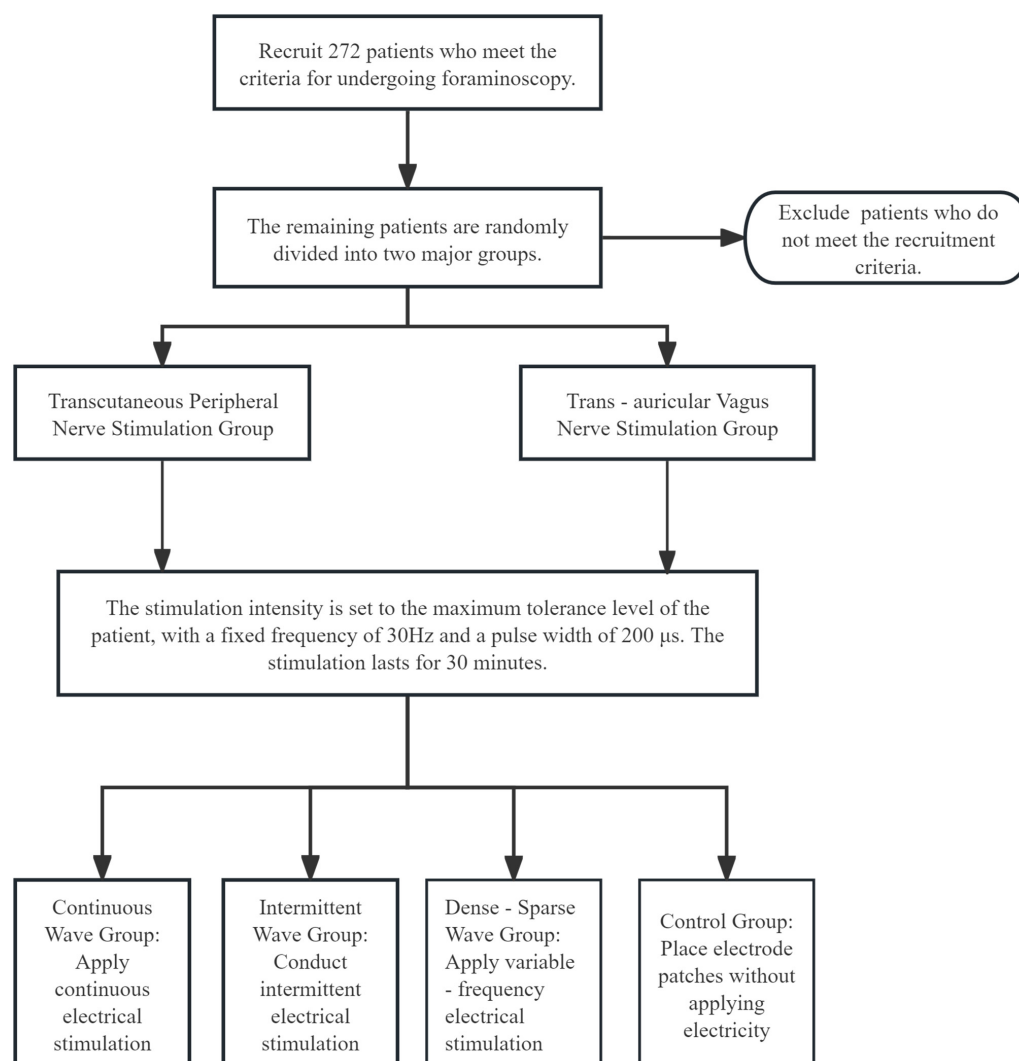 Recruit 272 patients who meet the
criteria for undergoing foraminoscopy.
The remaining patients are randomly
divided into two major groups.
Exclude  patients who do
not meet the recruitment
criteria.
Transcutaneous Peripheral
Nerve Stimulation Group
Trans - auricular Vagus
Nerve Stimulation Group
The stimulation intensity is set to the maximum tolerance level of the
patient, with a fixed frequency of 30Hz and a pulse width of 200 μs. The
stimulation lasts for 30 minutes.
Continuous
Wave Group:
Apply
continuous
electrical
stimulation
Intermittent
Wave Group:
Conduct
intermittent
electrical
stimulation
Dense - Sparse
Wave Group:
Apply variable
- frequency
electrical
stimulation
Control Group:
Place electrode
patches without
applying
electricity